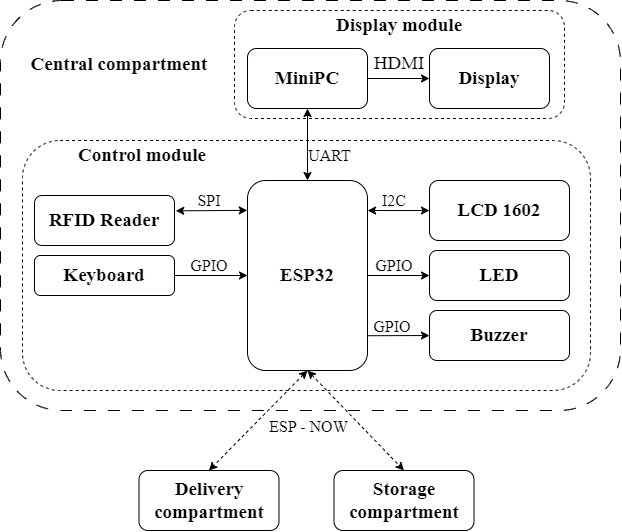 Display module
Central compartment
MiniPC
HDMI
Display
UART
Control module
RFID Reader
SPI
ESP32
I2C
LCD 1602
Keyboard
GPIO
GPIO
LED
GPIO
Buzzer
ESP - NOW
Delivery
compartment
Storage
compartment